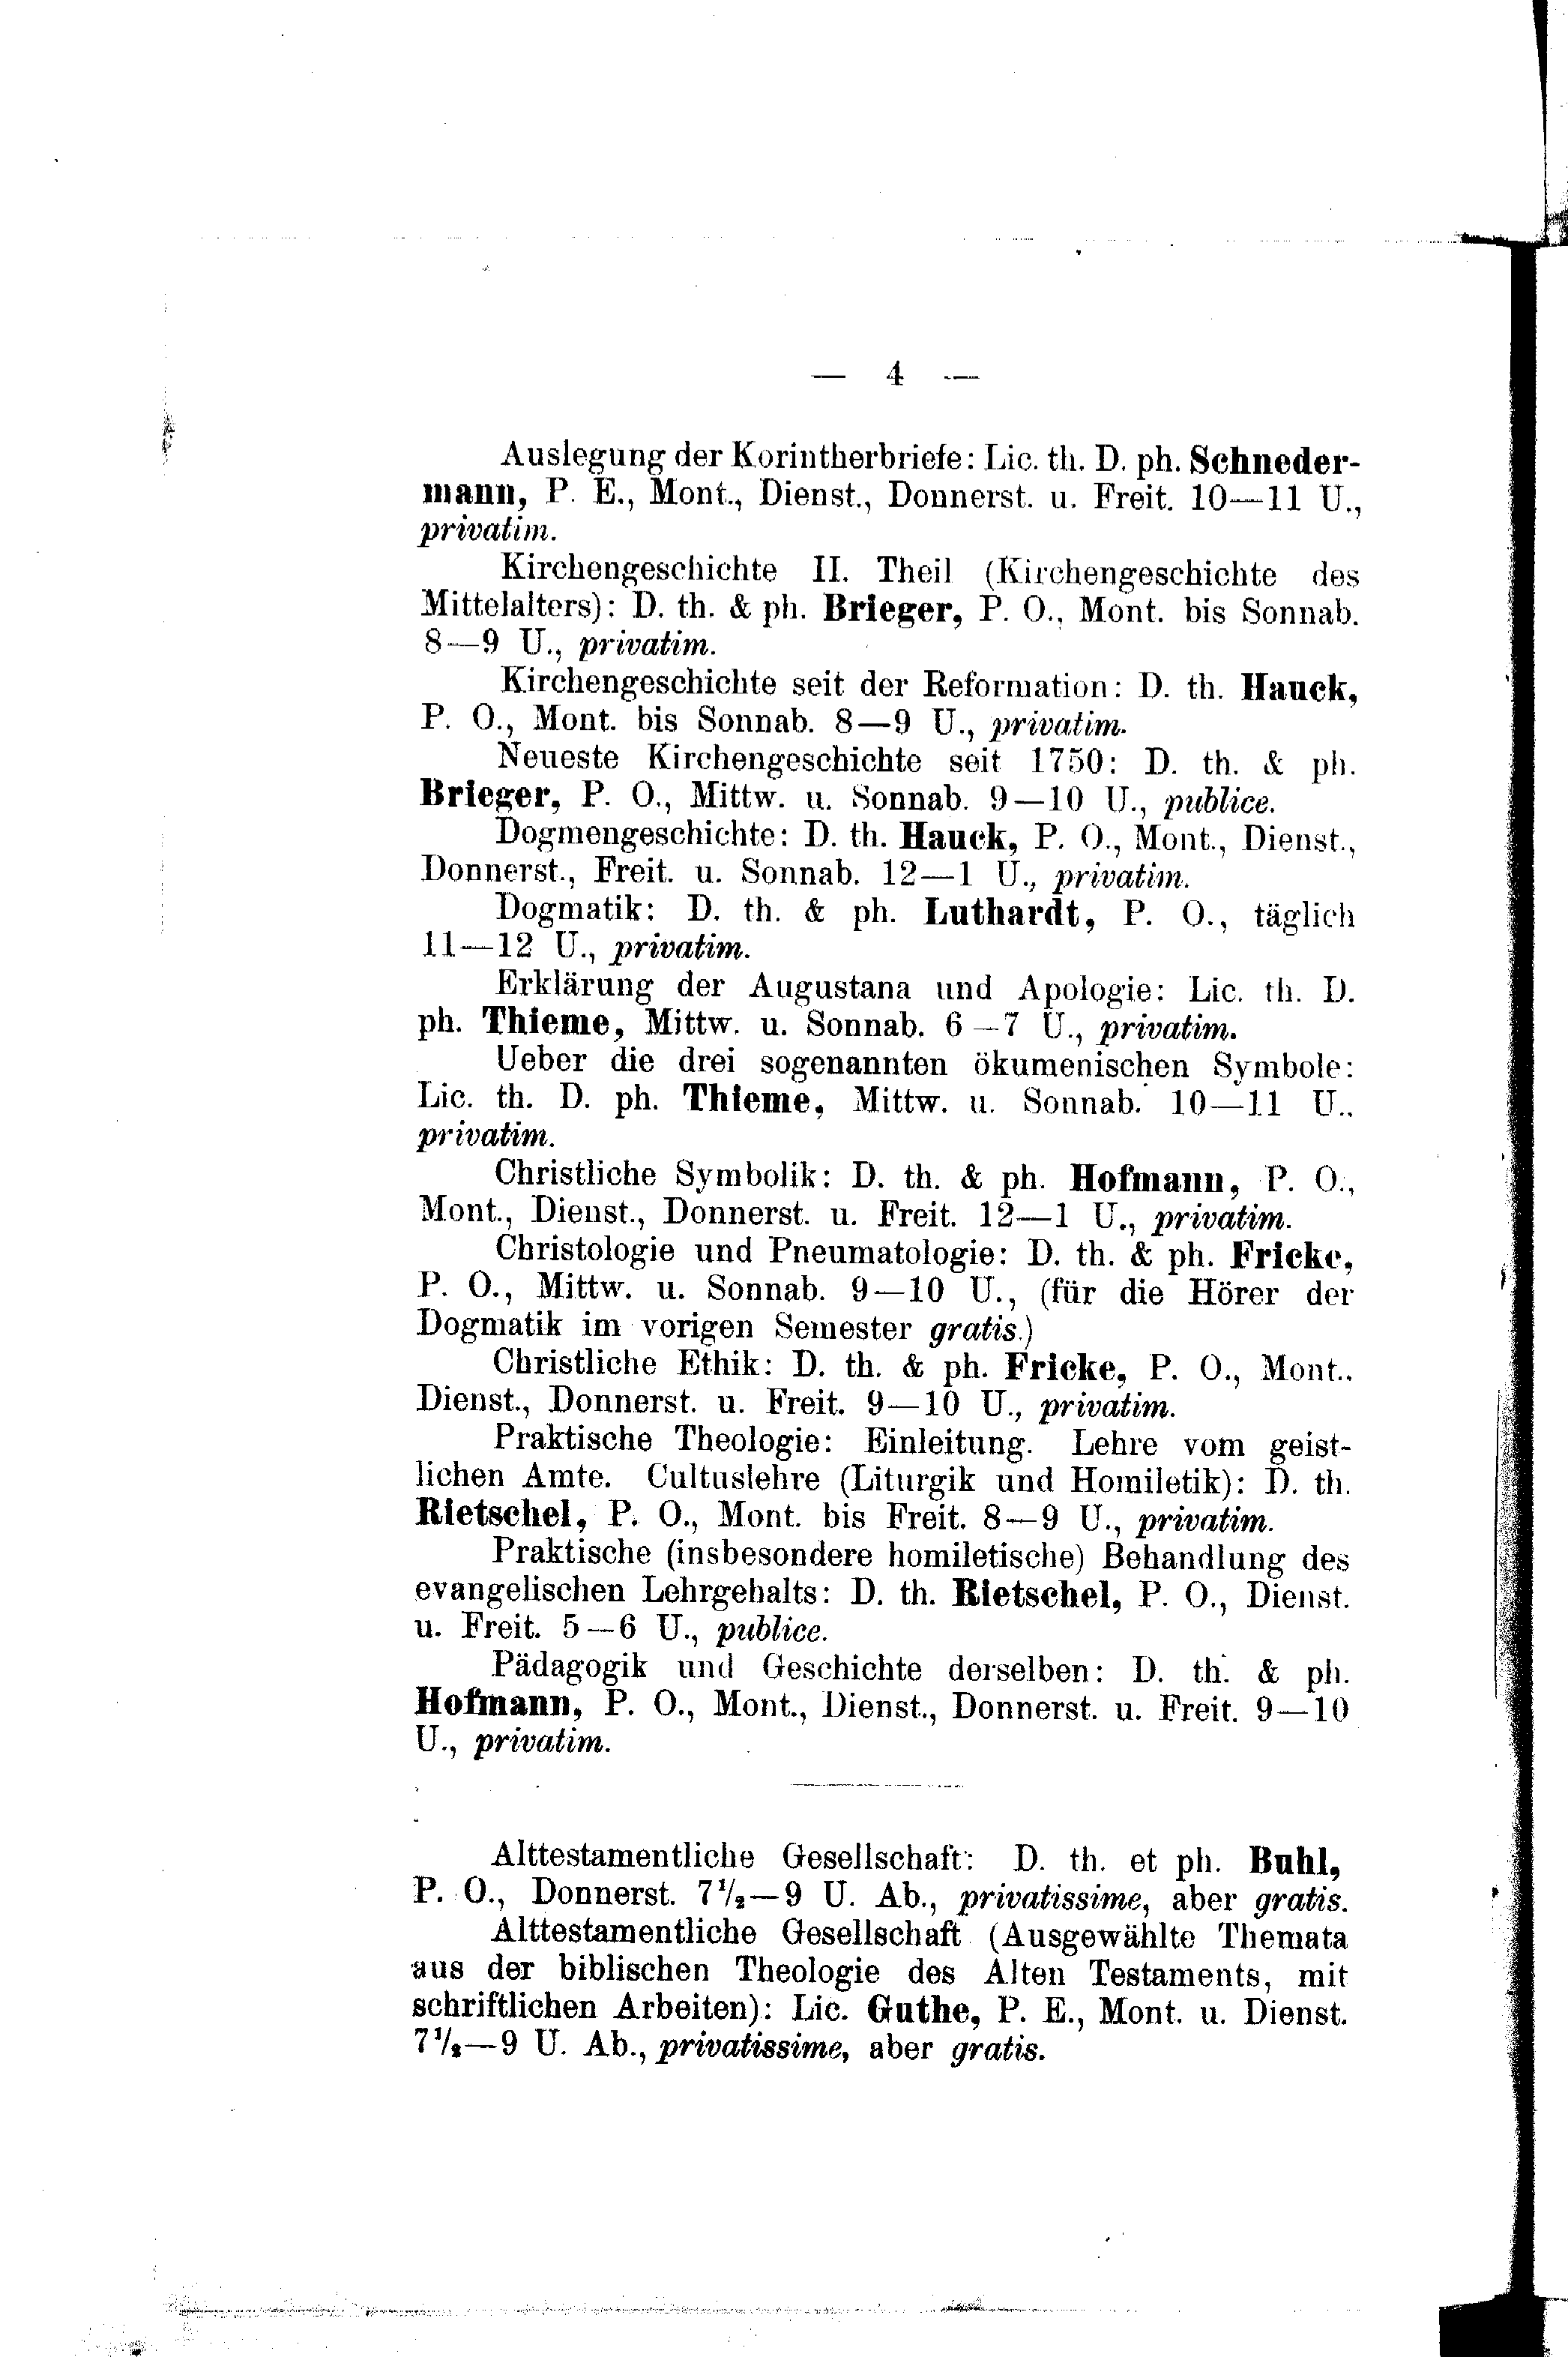 — 4 —
Auslegung der Korintherbriefe: Lic. th. D. ph. Schneder-
mann, P. E., Mont., Dienst., Donnerst. u. Freit. 10—11 U.,
privatim.
Kirchengeschichte II. Theil (Kirchengeschichte des
Mittelalters): D. th. & ph. Brieger, P. O., Mont. bis Sonnab.
8—9 U., privatim.
Kirchengeschichte seit der Reformation: D. th. Hauck,
P. O., Mont. bis Sonnab. 8—9 U., privatim.
Neueste Kirchengeschichte seit 1750: D. th. & ph.
Brieger, P. O., Mittw. u. Sonnab. 9—10 U., publice.
Dogmengeschichte: D. th. Hauck, P. O., Mont., Dienst.,
Donnerst., Freit. u. Sonnab. 12—1 U., privatim.
Dogmatik: D. th. & ph. Luthardt, P. O., täglich
11—12 U., privatim.
Erklärung der Augustana und Apologie: Lic. th. D.
ph. Thieme, Mittw. u. Sonnab. 6—7 U., privatim.
Ueber die drei sogenannten ökumenischen Symbole:
Lic. th. D. ph. Thieme, Mittw. u. Sonnab. 10—11 U.,
privatim.
Christliche Symbolik: D. th. & ph. Hofmann, P. O.,
Mont., Dienst., Donnerst. u. Freit. 12—1 U., privatim.
Christologie und Pneumatologie: D. th. & ph. Fricke,
P. O., Mittw. u. Sonnab. 9—10 U., (für die Hörer der
Dogmatik im vorigen Semester gratis.)
Christliche Ethik: D. th. & ph. Fricke, P. O., Mont.,
Dienst., Donnerst. u. Freit. 9—10 U., privatim.
Praktische Theologie: Einleitung. Lehre vom geist-
lichen Amte. Cultuslehre (Liturgik und Homiletik): D. th.
Rietschel, P. O., Mont. bis Freit. 8—9 U., privatim.
Praktische (insbesondere homiletische) Behandlung des
evangelischen Lehrgehalts: D. th. Rietschel, P. O., Dienst.
u. Freit. 5—6 U., publice.
Pädagogik und Geschichte derselben: D. th. & ph.
Hofmann, P. O., Mont., Dienst., Donnerst. u. Freit. 9—10
U., privatim.
Alttestamentliche Gesellschaft: D. th. et ph. Buhl,
P. O., Donnerst. 7½—9 U. Ab., privatissime, aber gratis.
Alttestamentliche Gesellschaft (Ausgewählte Themata
aus der biblischen Theologie des Alten Testaments, mit
schriftlichen Arbeiten): Lic. Guthe, P. E., Mont. u. Dienst.
7½—9 U. Ab., privatissime, aber gratis.